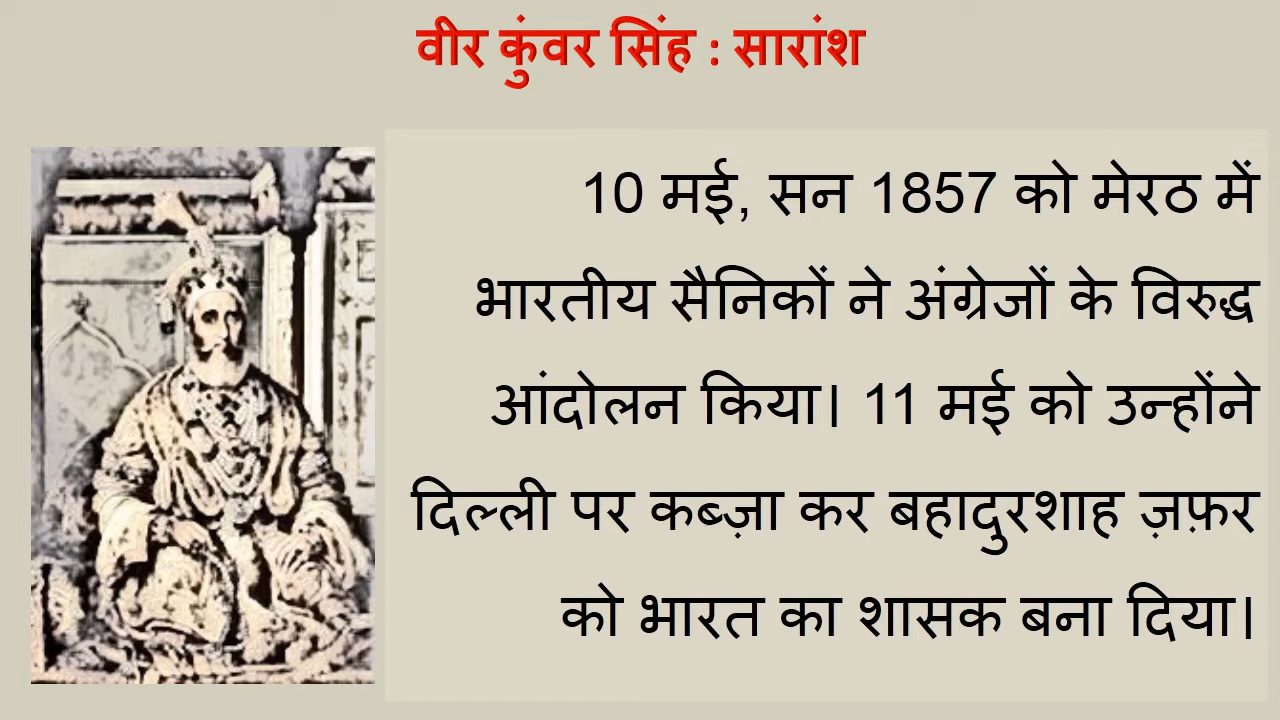 वीर कुंवर सिंह : सारांश
10 मई, सन 1857 को मेरठ में
भारतीय सैनिकों ने अंग्रेजों के विरुद्ध
आंदोलन किया। 11 मई को उन्होंने
दिल्ली पर कब्ज़ा कर बहादुरशाह ज़फ़र
को भारत का शासक बना दिया।